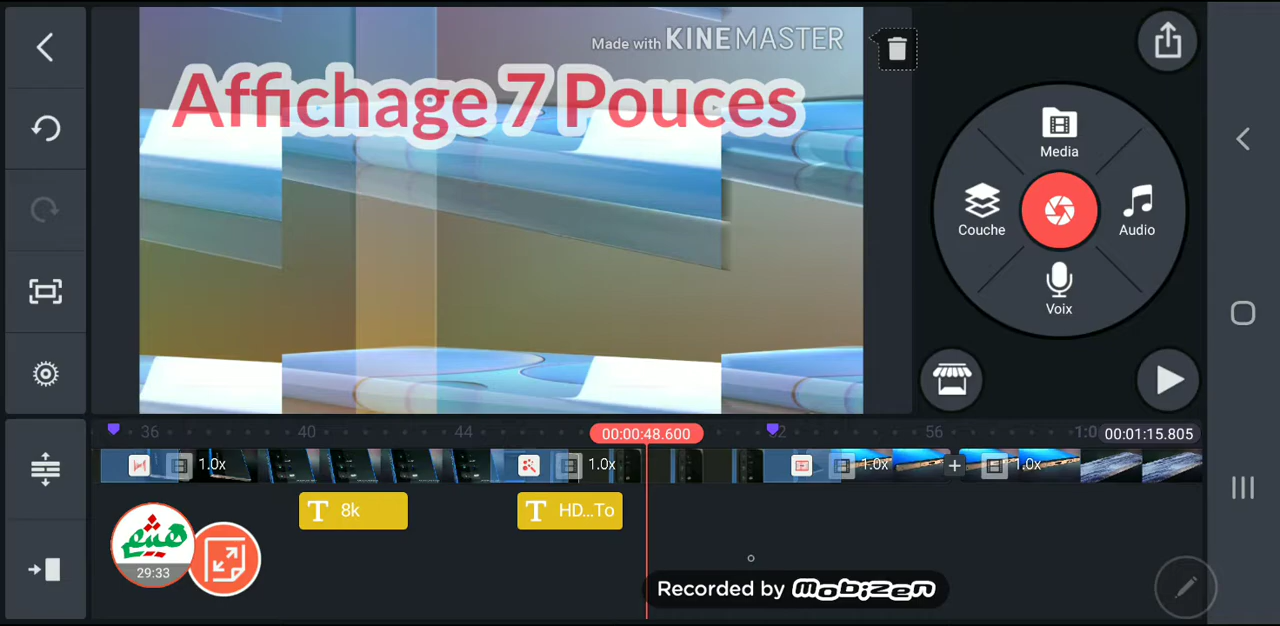 Made with KINEMASTER
Affichage 7 Pouces
Media
Couche
Audio
Voix
36
40
44
00:00:48.600
56
1:0
00:01:15.805
1.0x
1.0x
1.0x
1.0x
T 8k
T HD...To
29:33
Recorded by mobizen